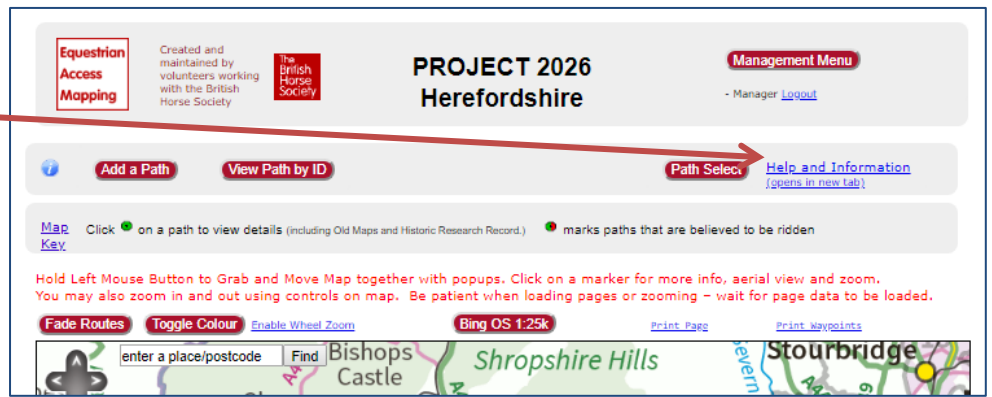 Equestrian
Access
Mapping
Created and
maintained by
volunteers working
with the British
Horse Society
The
British
Horse
Society
PROJECT 2026
Herefordshire
Management Menu
- Manager Logout
Add a Path
View Path by ID
Path Select
Help and Information
(opens in new tab)
Map
Key
Click on a path to view details (including Old Maps and Historic Research Record.) marks paths that are believed to be ridden
Hold Left Mouse Button to Grab and Move Map together with popups. Click on a marker for more info, aerial view and zoom.
You may also zoom in and out using controls on map. Be patient when loading pages or zooming – wait for page data to be loaded.
Fade Routes
Toggle Colour
Enable Wheel Zoom
Bing OS 1:25k
Print Page
Print Waypoints
enter a place/postcode
Find
Bishops
Castle
Shropshire Hills
Severn
Stourbridge